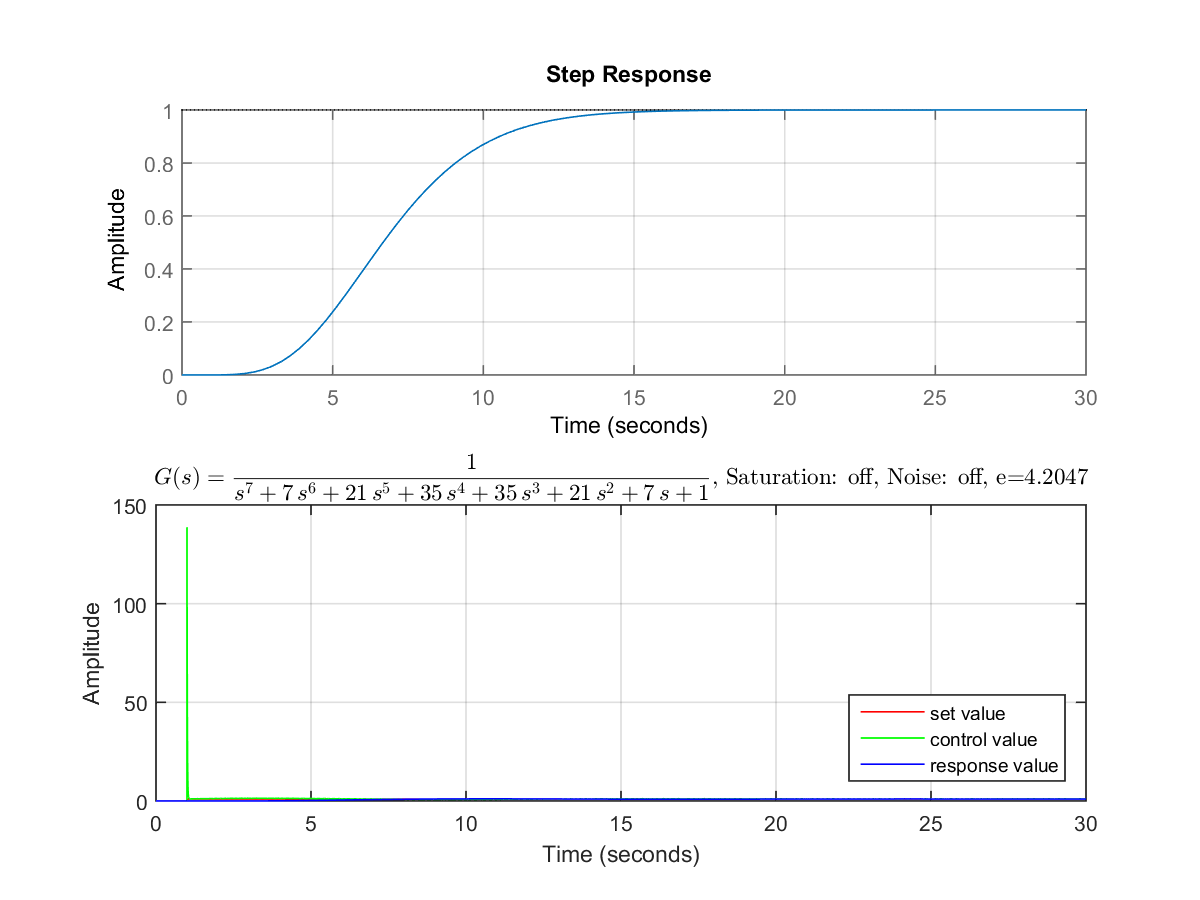 Step Response
1
0.8
0.6
0.4
0.2
0
Amplitude
0 5 10 15 20 25 30
Time (seconds)
G(s) = 1 / (s^7 + 7 s^6 + 21 s^5 + 35 s^4 + 35 s^3 + 21 s^2 + 7 s + 1), Saturation: off, Noise: off, e=4.2047
150
100
50
0
Amplitude
set value
control value
response value
0 5 10 15 20 25 30
Time (seconds)